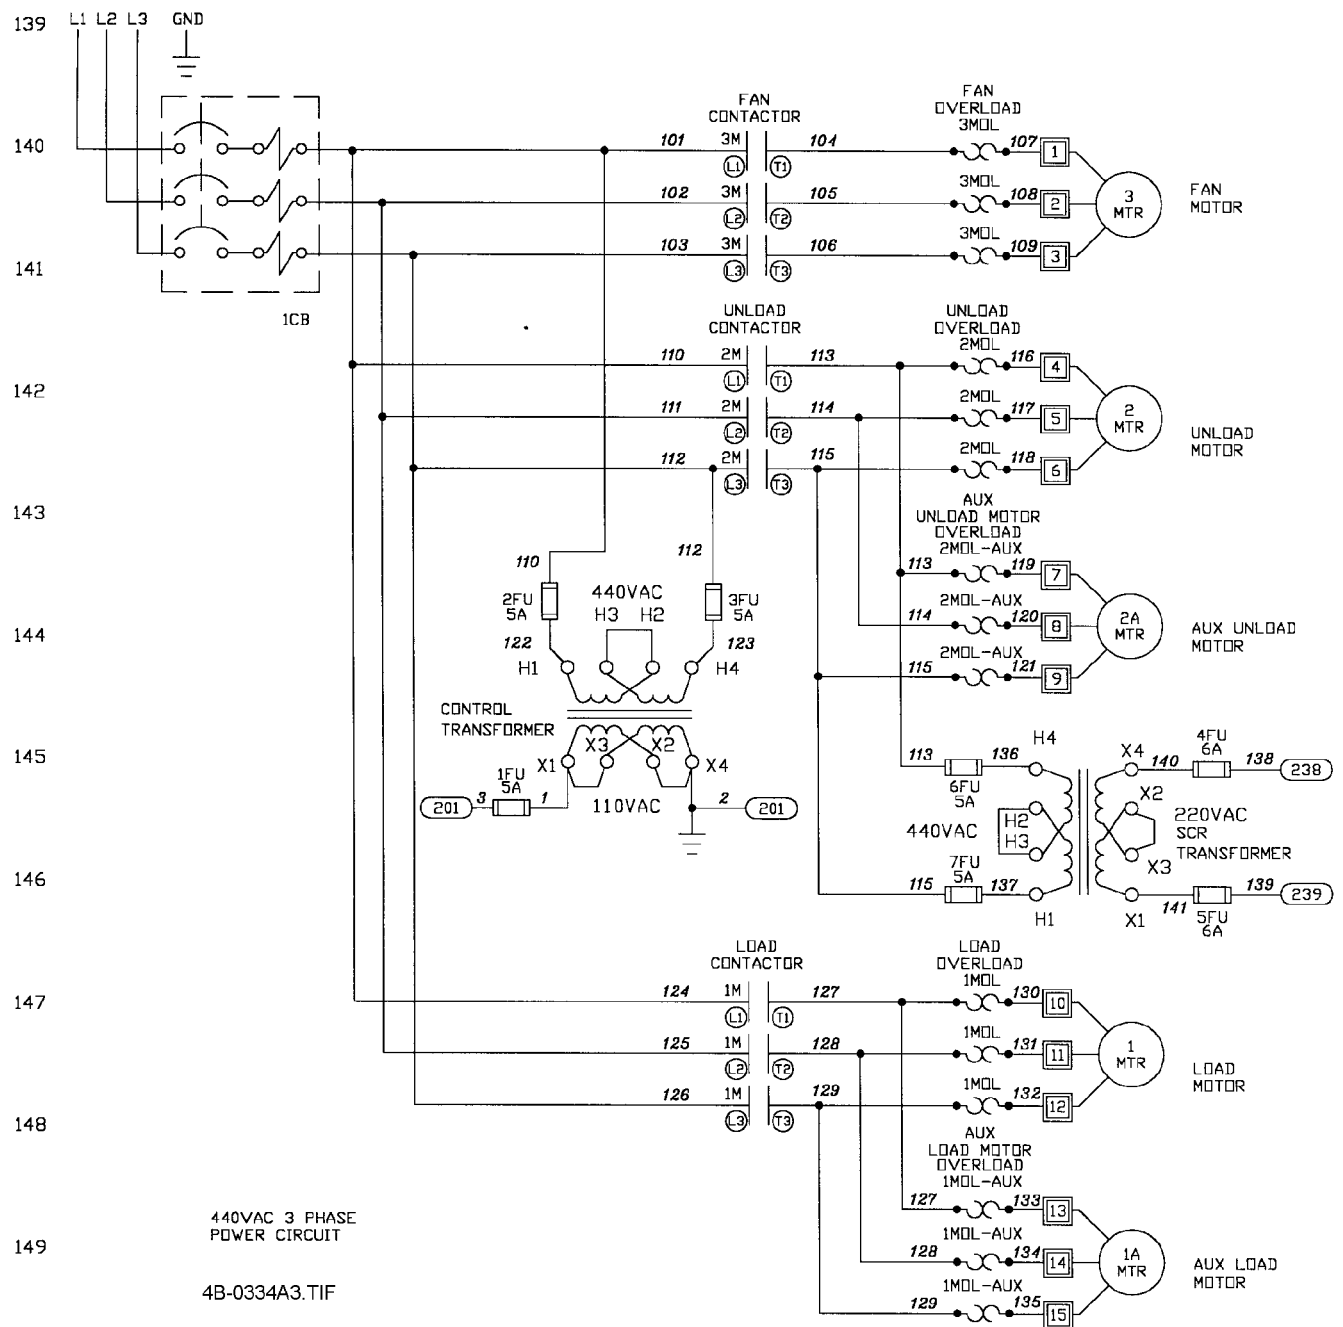 139 L1 L2 L3 GND
FAN
CONTACTOR
FAN
OVERLOAD
3MOL
140 101 3M 104 107 1
L1 T1
102 3M 105 3MOL 108 2
L2 T2
3
MTR
FAN
MOTOR
103 3M 106 3MOL 109 3
141 L3 T3
1CB
UNLOAD
CONTACTOR
UNLOAD
OVERLOAD
2MOL
110 2M 113 116 4
L1 T1
142
111 2M 114 2MOL 117 5
L2 T2
2
MTR
UNLOAD
MOTOR
112 2M 115 2MOL 118 6
L3 T3
143
AUX
UNLOAD MOTOR
OVERLOAD
2MOL-AUX
110 112 113 119 7
2FU
5A
440VAC
H3 H2
3FU
5A
144
2MOL-AUX
114 120 8
2A
MTR
AUX UNLOAD
MOTOR
122 123
2MOL-AUX
115 121 9
H1 H4
CONTROL
TRANSFORMER
145
X3 X2
X1 X4
1FU
5A
201 3 1 110VAC 2 201
H4 X4
4FU
6A
113 136 140 138 238
6FU
5A
X2
440VAC H2
H3
220VAC
SCR
TRANSFORMER
X3
146
7FU
5A
115 137 141 139 239
H1 X1
5FU
6A
LOAD
CONTACTOR
LOAD
OVERLOAD
1MOL
147 124 1M 127 130 10
L1 T1
125 1M 128 1MOL 131 11
L2 T2
1
MTR
LOAD
MOTOR
126 1M 129 1MOL 132 12
148 L3 T3
AUX
LOAD MOTOR
OVERLOAD
1MOL-AUX
127 133 13
440VAC 3 PHASE
POWER CIRCUIT
149
1MOL-AUX
128 134 14
1A
MTR
AUX LOAD
MOTOR
4B-0334A3.TIF
1MOL-AUX
129 135 15